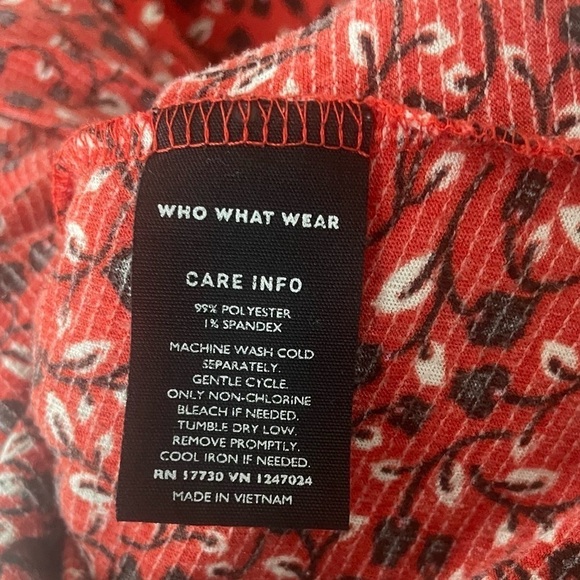 WHO WHAT WEAR
CARE INFO
99% POLYESTER
1% SPANDEX
MACHINE WASH COLD
SEPARATELY.
GENTLE CYCLE.
ONLY NON-CHLORINE
BLEACH IF NEEDED.
TUMBLE DRY LOW.
REMOVE PROMPTLY.
COOL IRON IF NEEDED.
RN 17730 VN 1247024
MADE IN VIETNAM